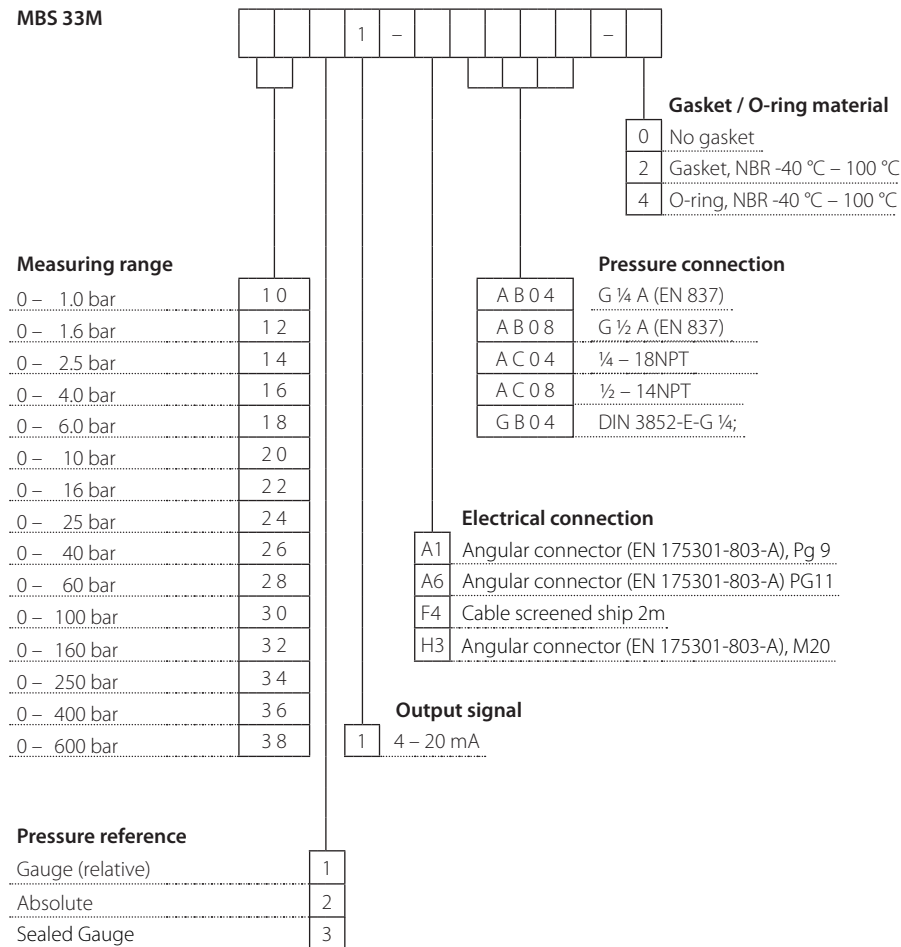 MBS 33M
1 – –
Gasket / O-ring material
0 No gasket
2 Gasket, NBR -40 °C – 100 °C
4 O-ring, NBR -40 °C – 100 °C
Measuring range
0 – 1.0 bar 1 0
0 – 1.6 bar 1 2
0 – 2.5 bar 1 4
0 – 4.0 bar 1 6
0 – 6.0 bar 1 8
0 – 10 bar 2 0
0 – 16 bar 2 2
0 – 25 bar 2 4
0 – 40 bar 2 6
0 – 60 bar 2 8
0 – 100 bar 3 0
0 – 160 bar 3 2
0 – 250 bar 3 4
0 – 400 bar 3 6
0 – 600 bar 3 8
Pressure connection
A B 0 4 G ¼ A (EN 837)
A B 0 8 G ½ A (EN 837)
A C 0 4 ¼ – 18NPT
A C 0 8 ½ – 14NPT
G B 0 4 DIN 3852-E-G ¼;
Electrical connection
A1 Angular connector (EN 175301-803-A), Pg 9
A6 Angular connector (EN 175301-803-A) PG11
F4 Cable screened ship 2m
H3 Angular connector (EN 175301-803-A), M20
Output signal
1 4 – 20 mA
Pressure reference
Gauge (relative) 1
Absolute 2
Sealed Gauge 3